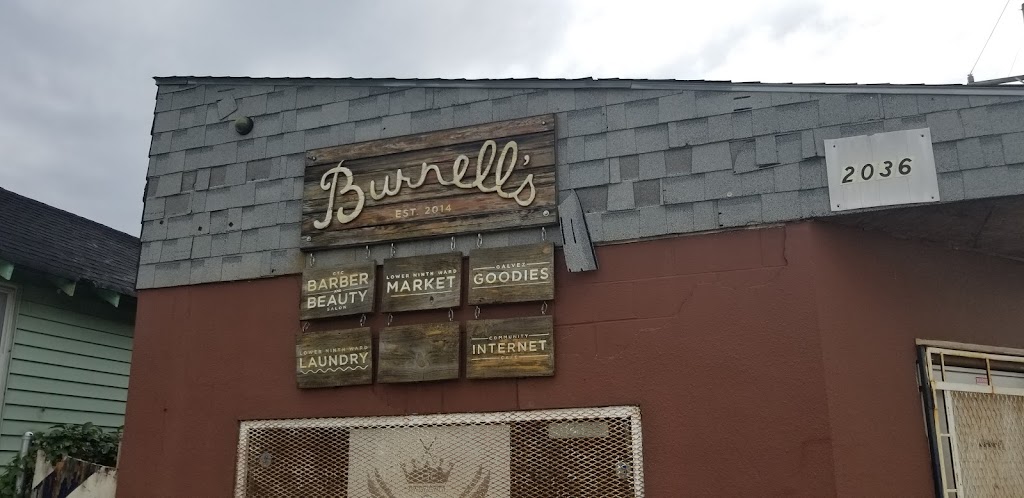 Burnell's
EST 2014
2036
BARBER
AND
BEAUTY
SALON
LOWER NINTH WARD
MARKET
GALVEZ
GOODIES
LOWER NINTH WARD
LAUNDRY
COMMUNITY
INTERNET